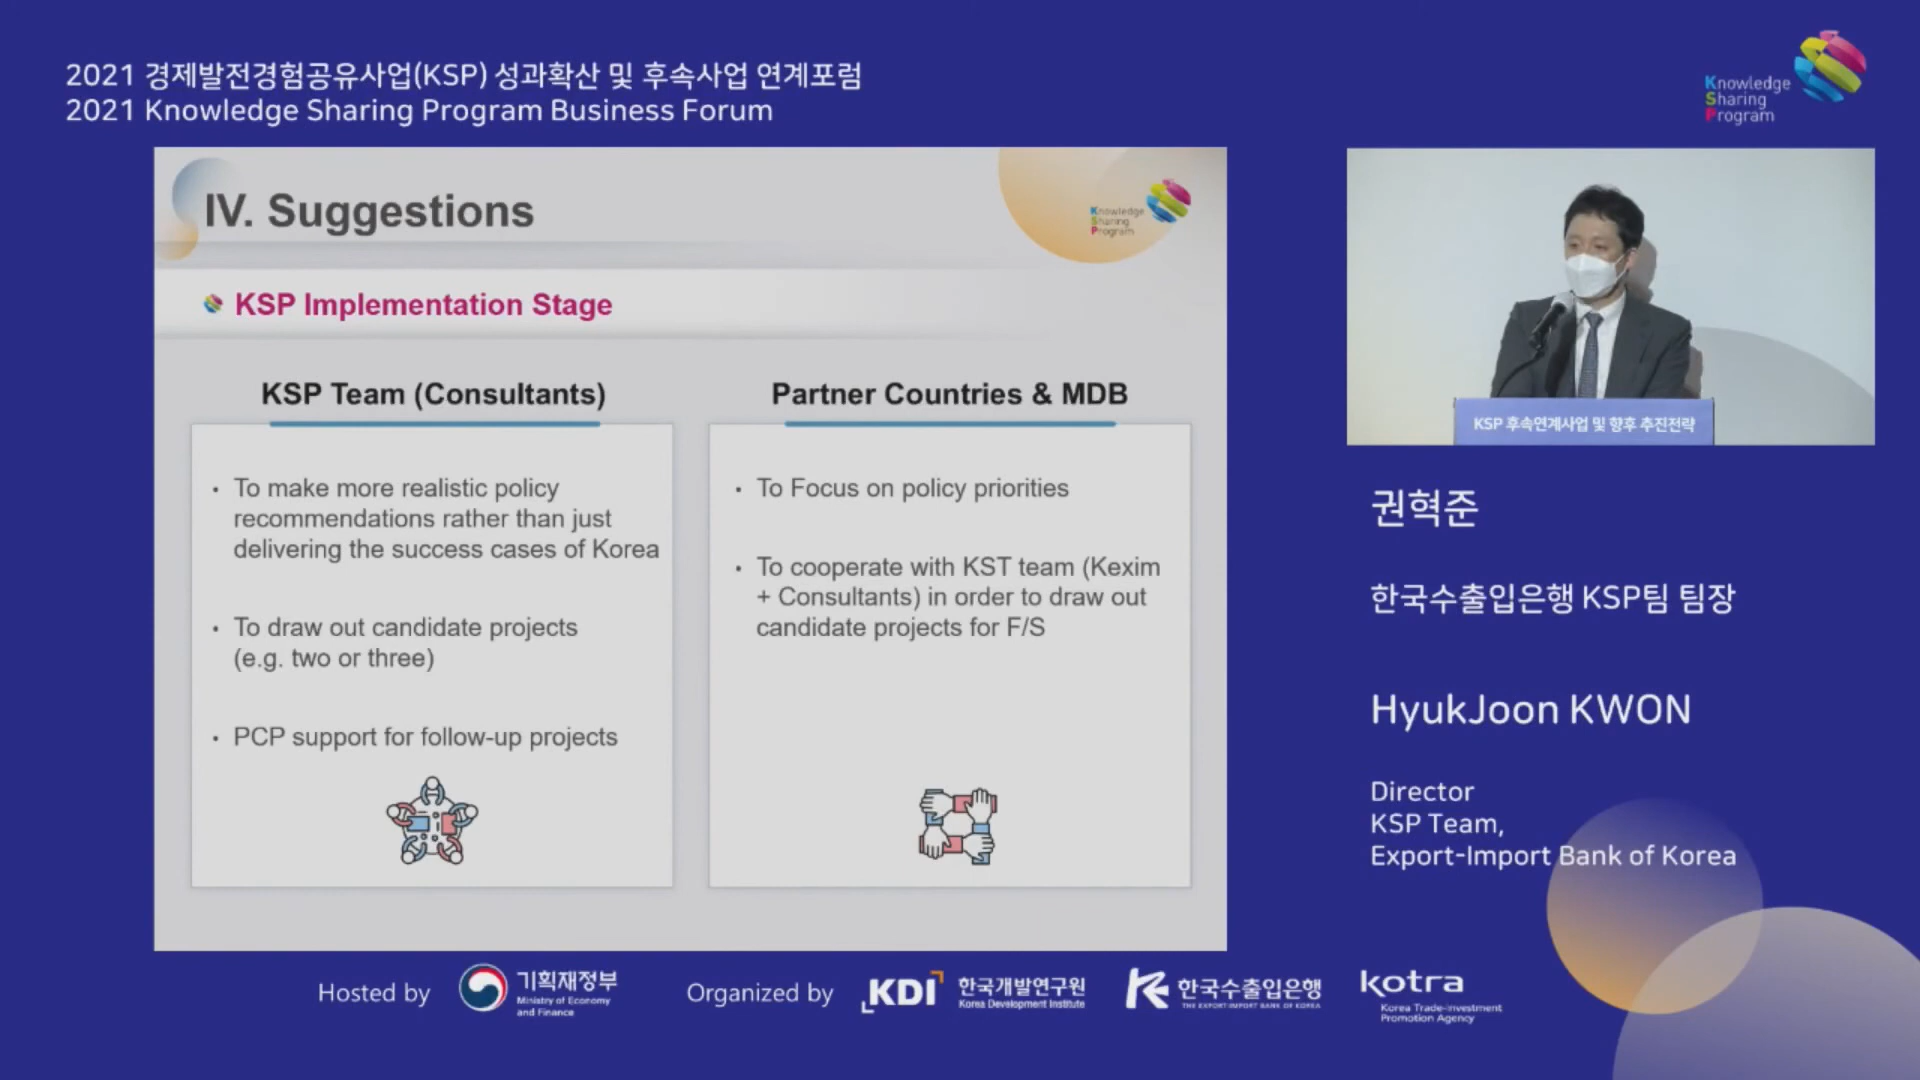 2021 경제발전경험공유사업(KSP) 성과확산 및 후속사업 연계포럼
2021 Knowledge Sharing Program Business Forum
Knowledge
Sharing
Program
IV. Suggestions
Knowledge
Sharing
Program
KSP Implementation Stage
KSP Team (Consultants)
• To make more realistic policy
recommendations rather than just
delivering the success cases of Korea
• To draw out candidate projects
(e.g. two or three)
• PCP support for follow-up projects
Partner Countries & MDB
• To Focus on policy priorities
• To cooperate with KST team (Kexim
+ Consultants) in order to draw out
candidate projects for F/S
KSP 후속연계사업 및 향후 추진전략
권혁준
한국수출입은행 KSP팀 팀장
HyukJoon KWON
Director
KSP Team,
Export-Import Bank of Korea
Hosted by
기획재정부
Ministry of Economy
and Finance
Organized by
KDI 한국개발연구원
Korea Development Institute
한국수출입은행
THE EXPORT-IMPORT BANK OF KOREA
kotra
Korea Trade-Investment
Promotion Agency